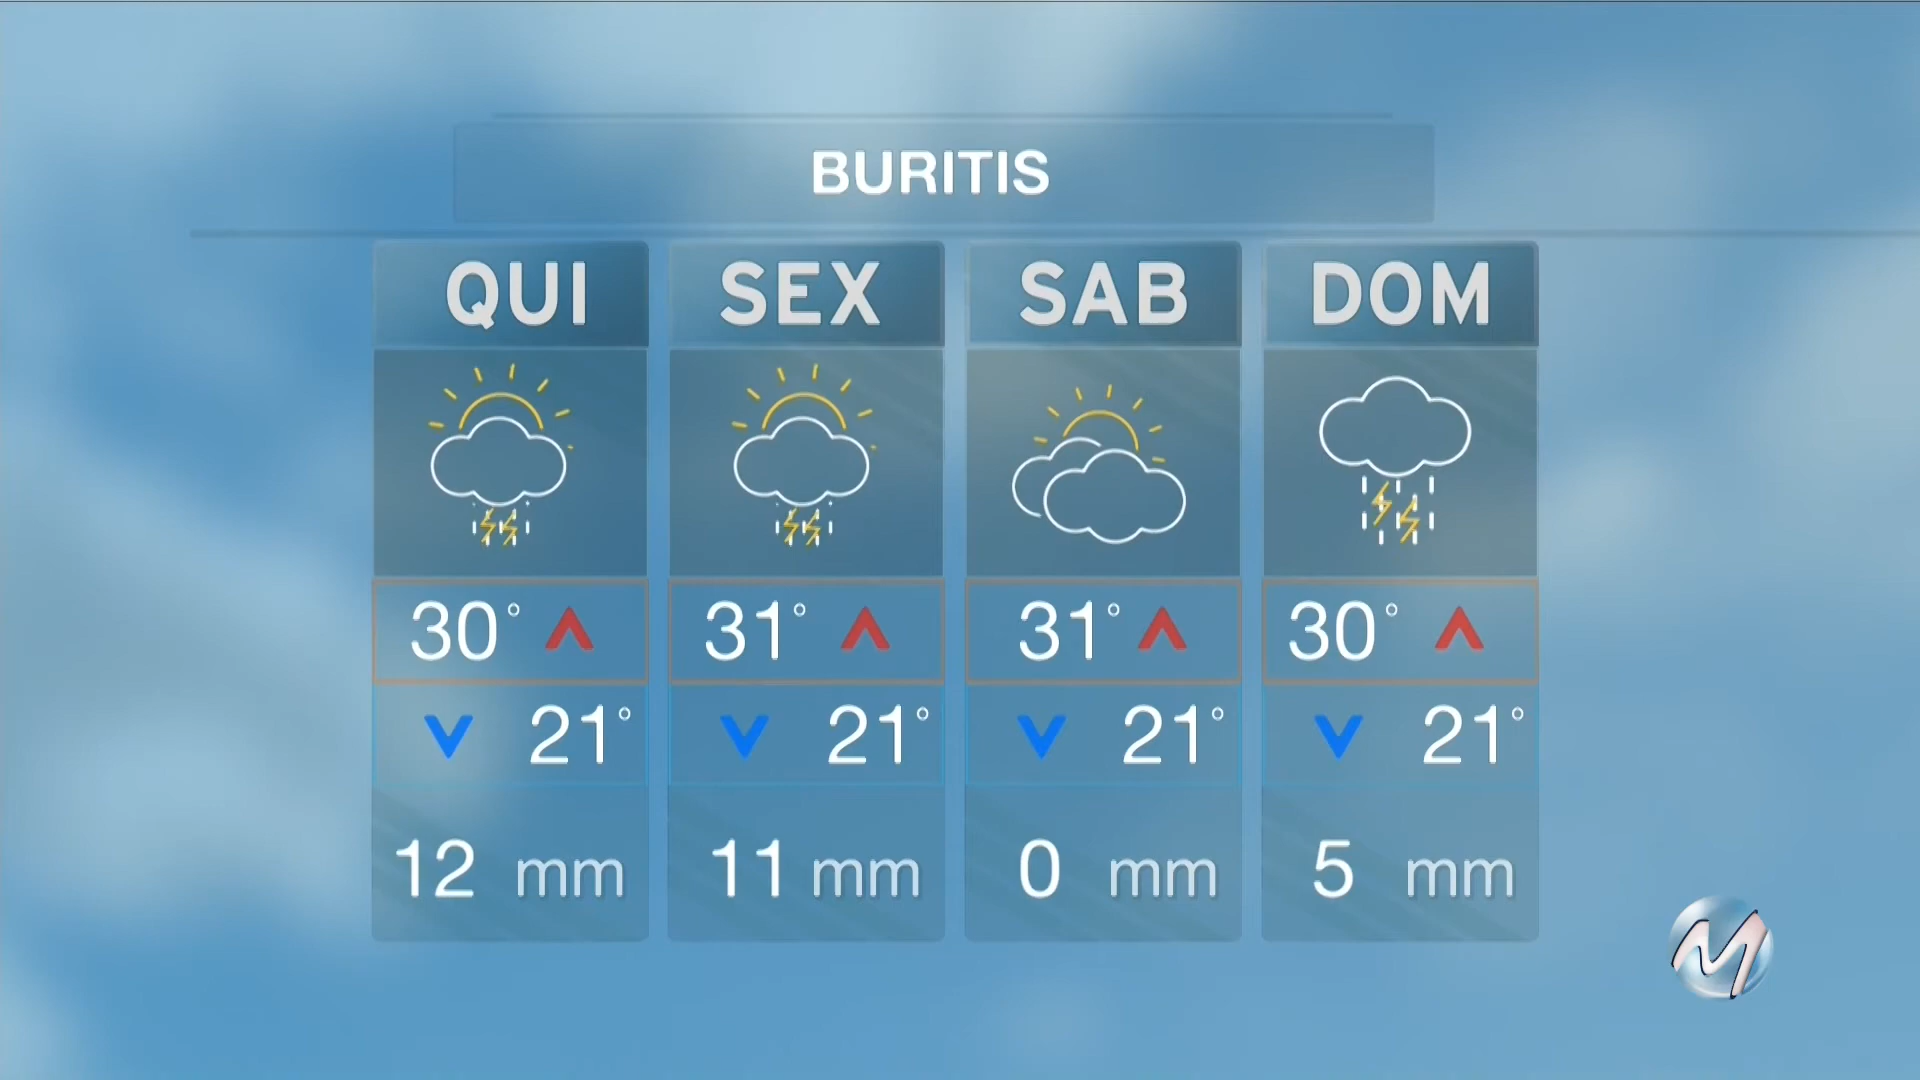 BURITIS
QUI SEX SAB DOM
30° 31° 31° 30°
21° 21° 21° 21°
12 mm 11 mm 0 mm 5 mm
M